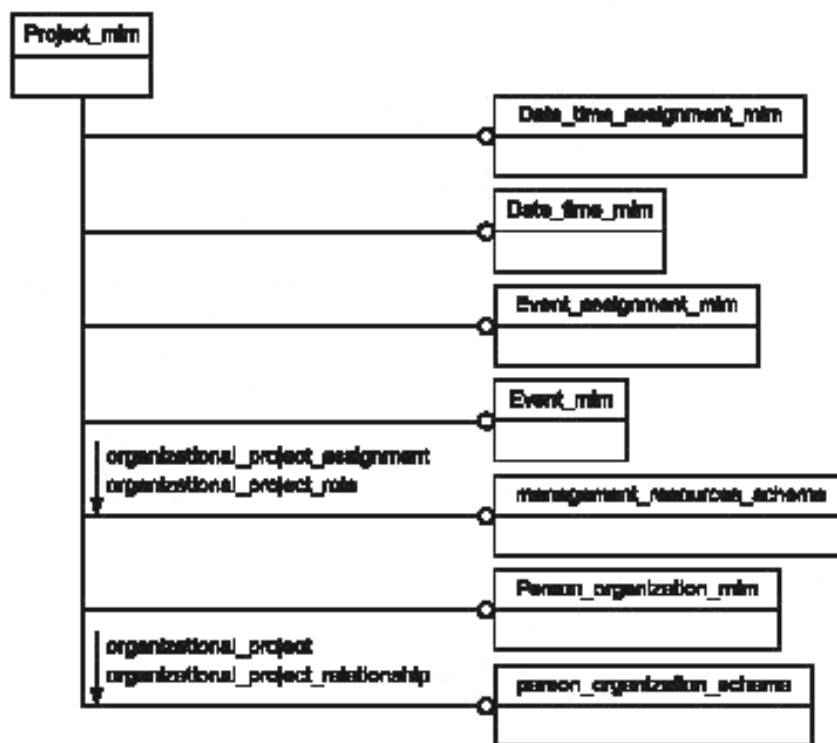 Project_mim
Date_time_assignment_mim
Date_time_mim
Event_assignment_mim
Event_mim
organizational_project_assignment
organizational_project_role
management_resources_schema
Person_organization_mim
organizational_project
organizational_project_relationship
person_organization_schema